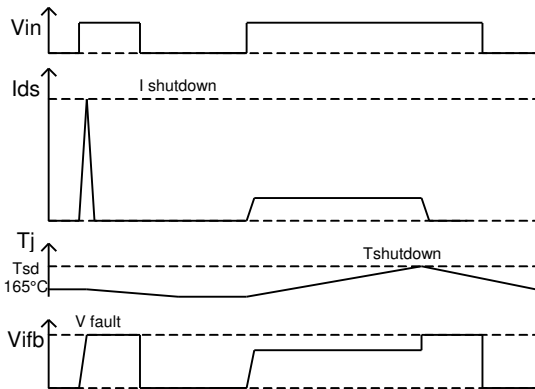 Vin
Ids
I shutdown
Tj
Tshutdown
Tsd
165°C
V fault
Vifb